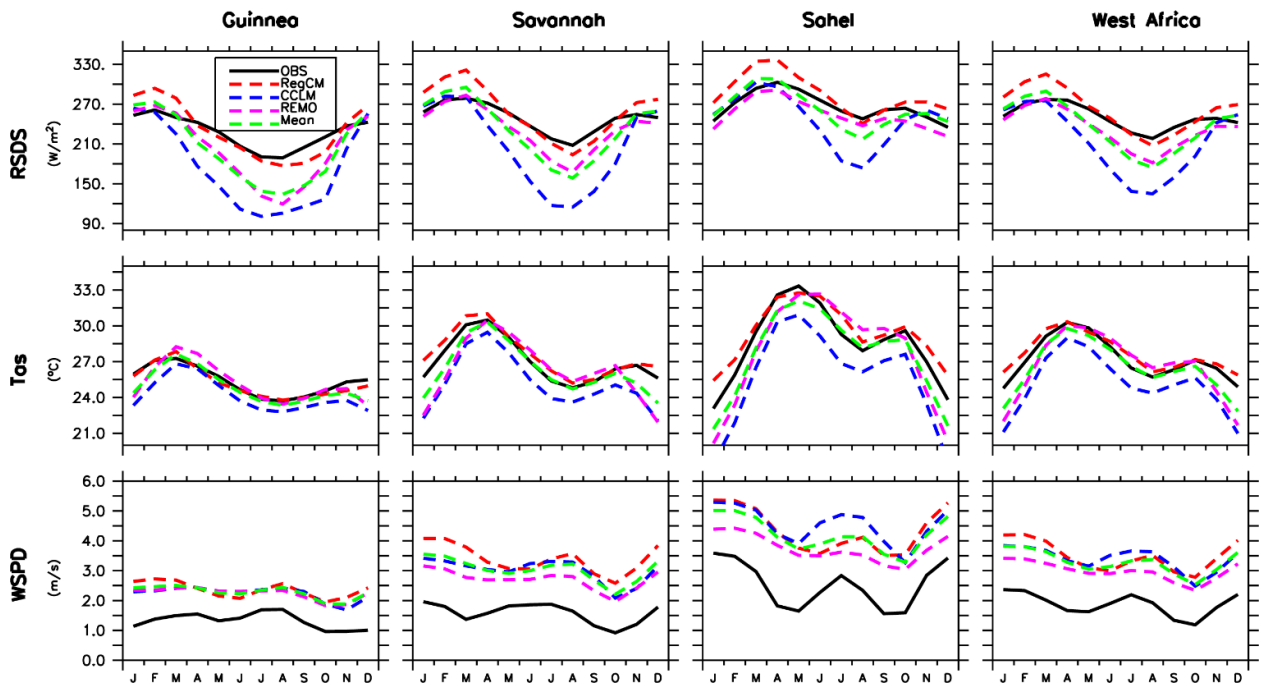 Guinnea Savannah Sahel West Africa
330.
270.
210.
150.
90.
RSDS
(W/m²)
OBS
RegCM
CCLM
REMO
Mean
33.0
30.0
27.0
24.0
21.0
Tas
(ºC)
6.0
5.0
4.0
3.0
2.0
1.0
0.0
WSPD
(m/s)
J F M A M J J A S O N D J F M A M J J A S O N D J F M A M J J A S O N D J F M A M J J A S O N D